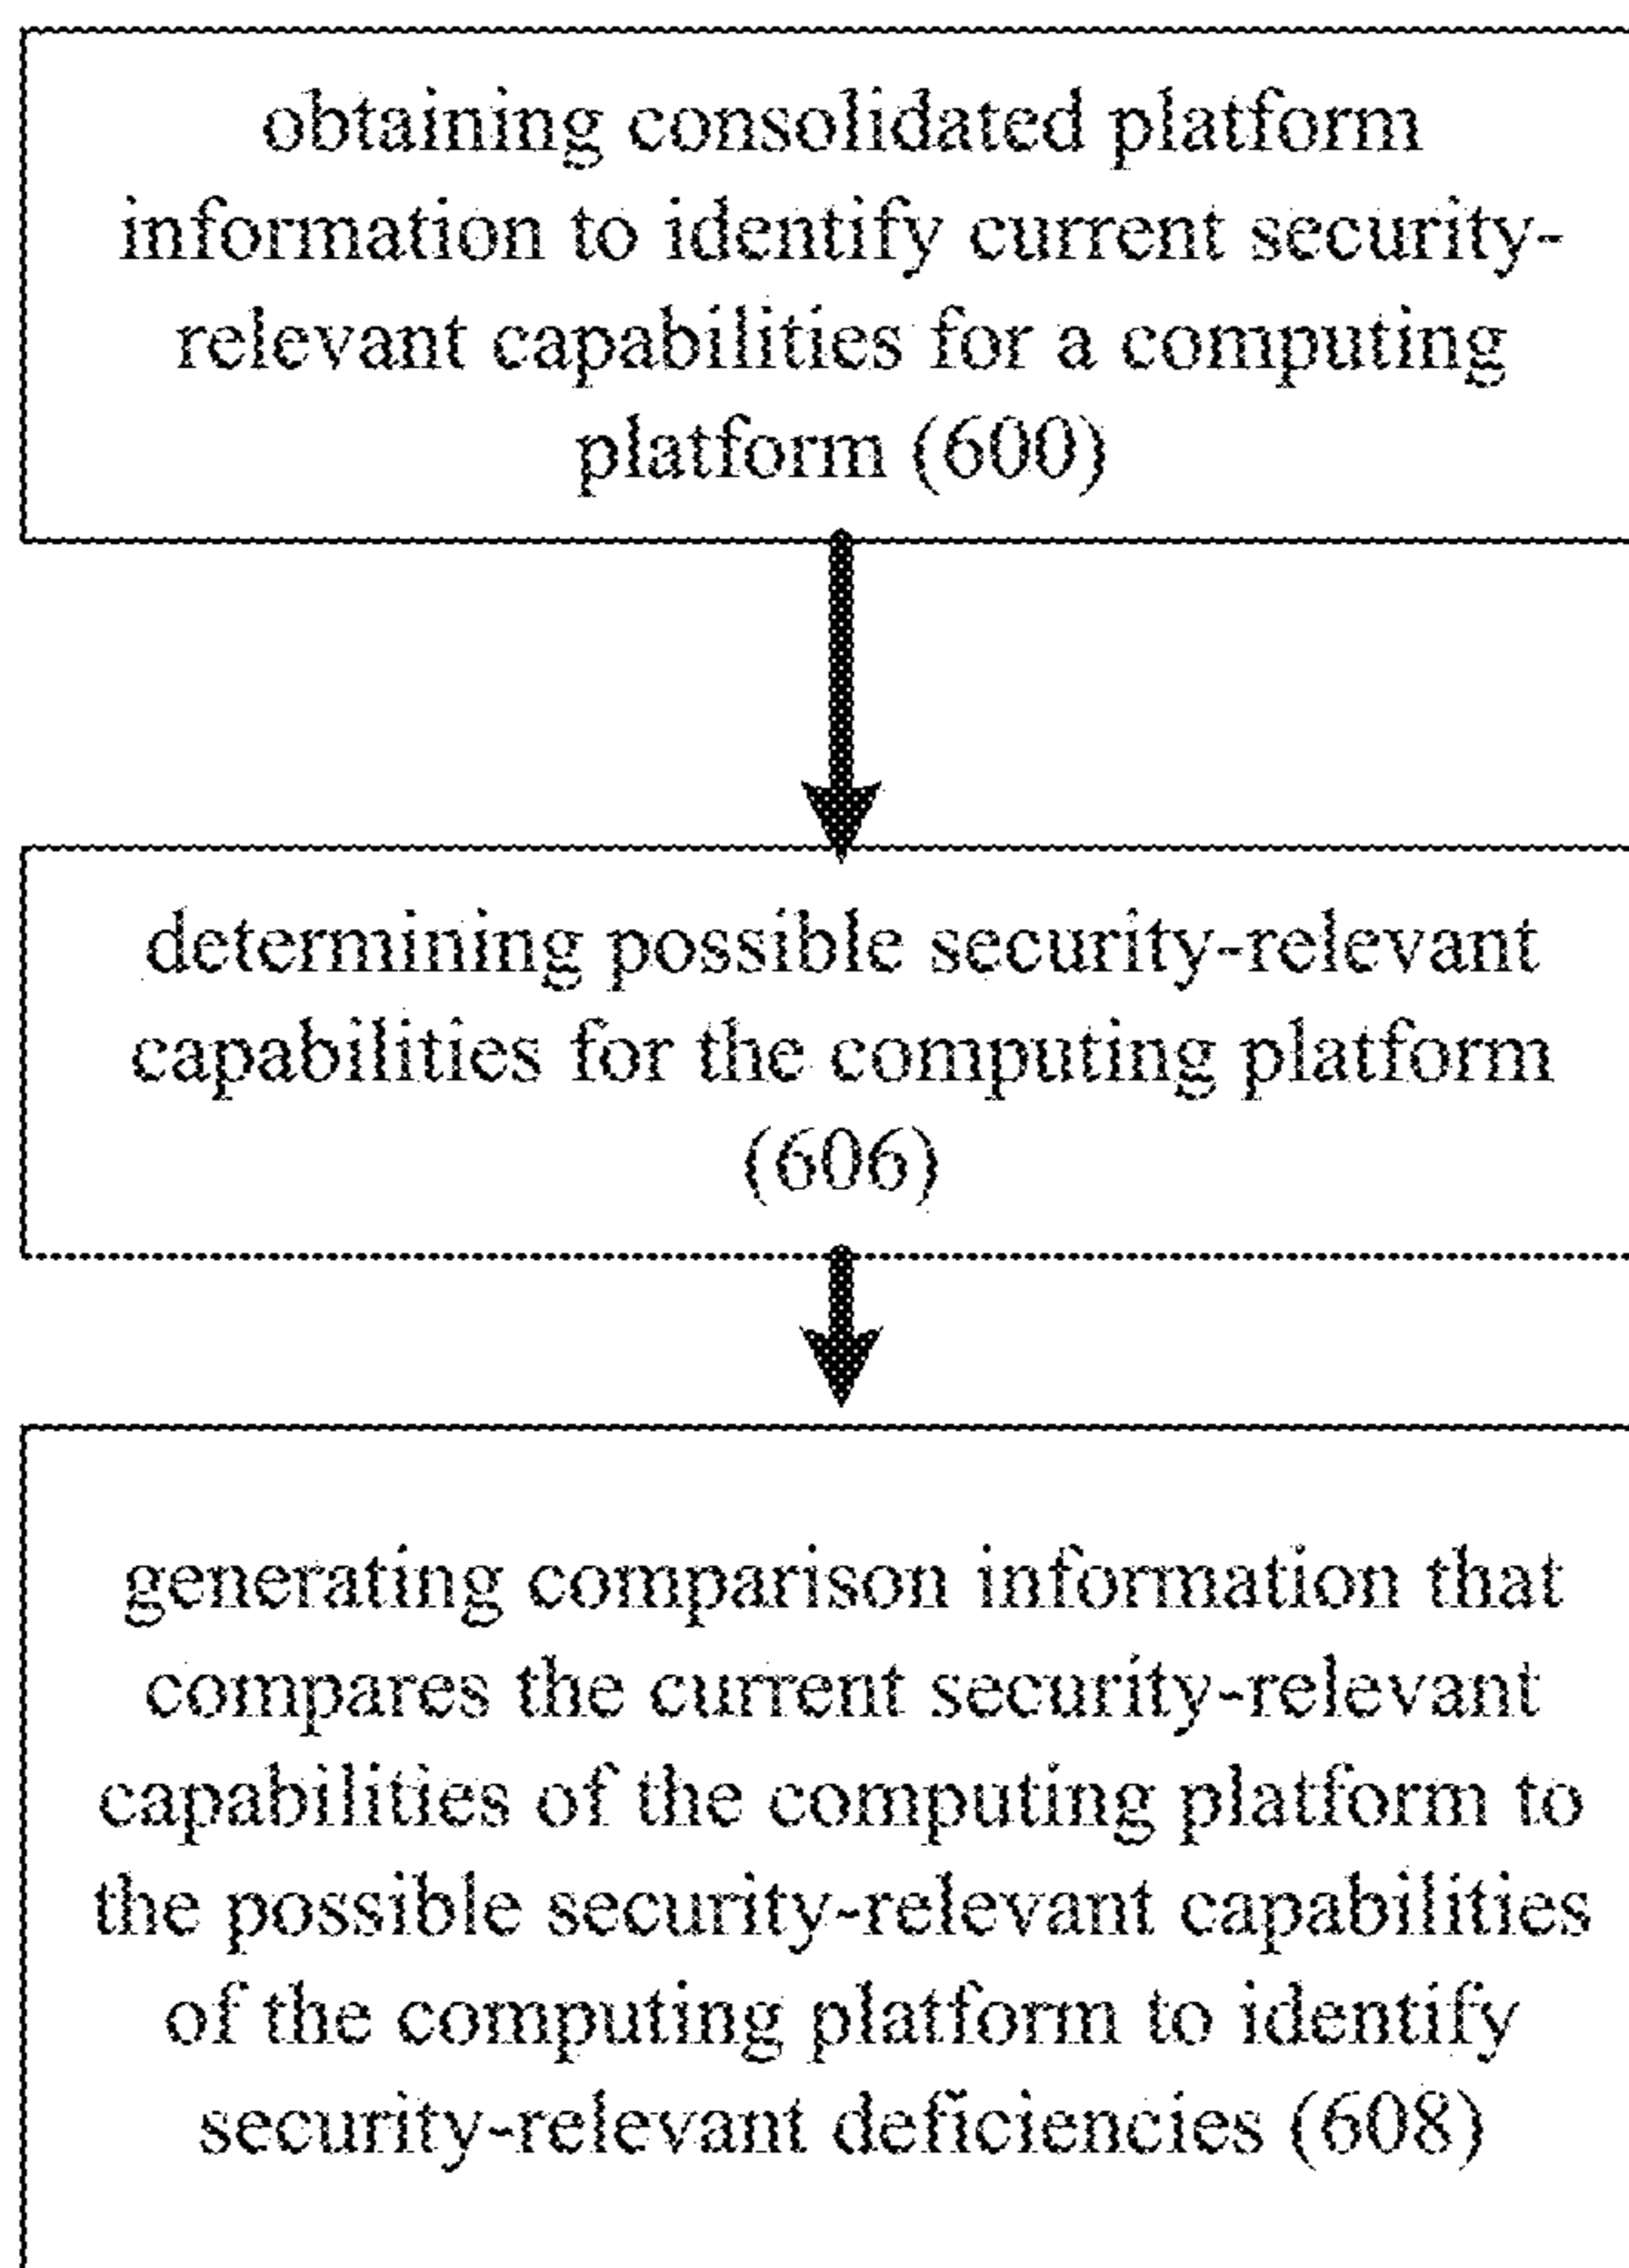 obtaining consolidated platform
information to identify current security-
relevant capabilities for a computing
platform (600)
determining possible security-relevant
capabilities for the computing platform
(606)
generating comparison information that
compares the current security-relevant
capabilities of the computing platform to
the possible security-relevant capabilities
of the computing platform to identify
security-relevant deficiencies (608)